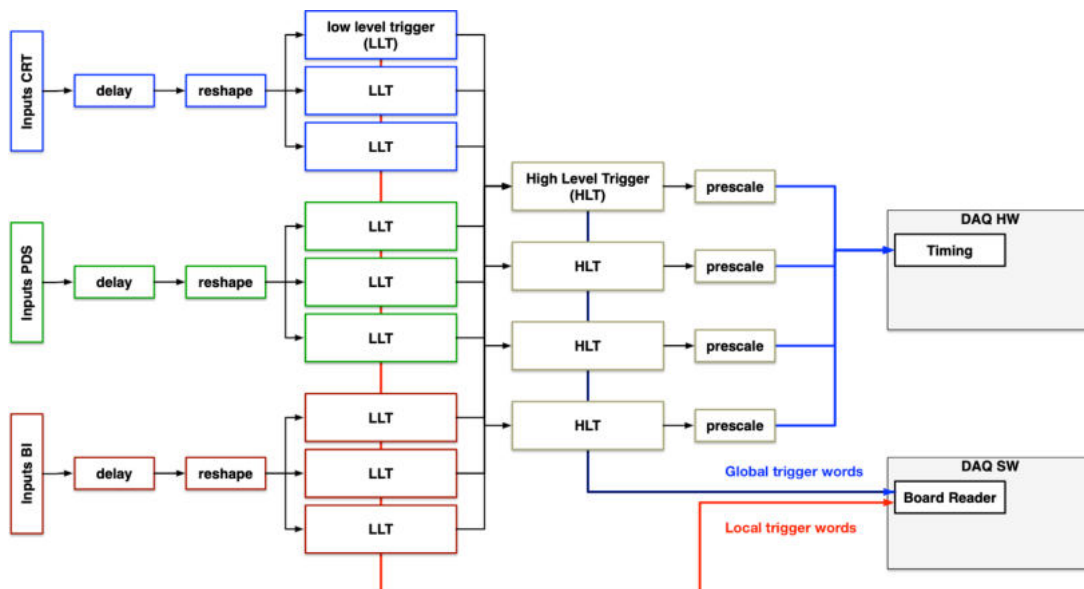 Inputs CRT
delay
reshape
low level trigger
(LLT)
LLT
LLT
Inputs PDS
delay
reshape
LLT
LLT
LLT
Inputs BI
delay
reshape
LLT
LLT
LLT
High Level Trigger
(HLT)
prescale
HLT
prescale
HLT
prescale
HLT
prescale
DAQ HW
Timing
Global trigger words
Local trigger words
DAQ SW
Board Reader